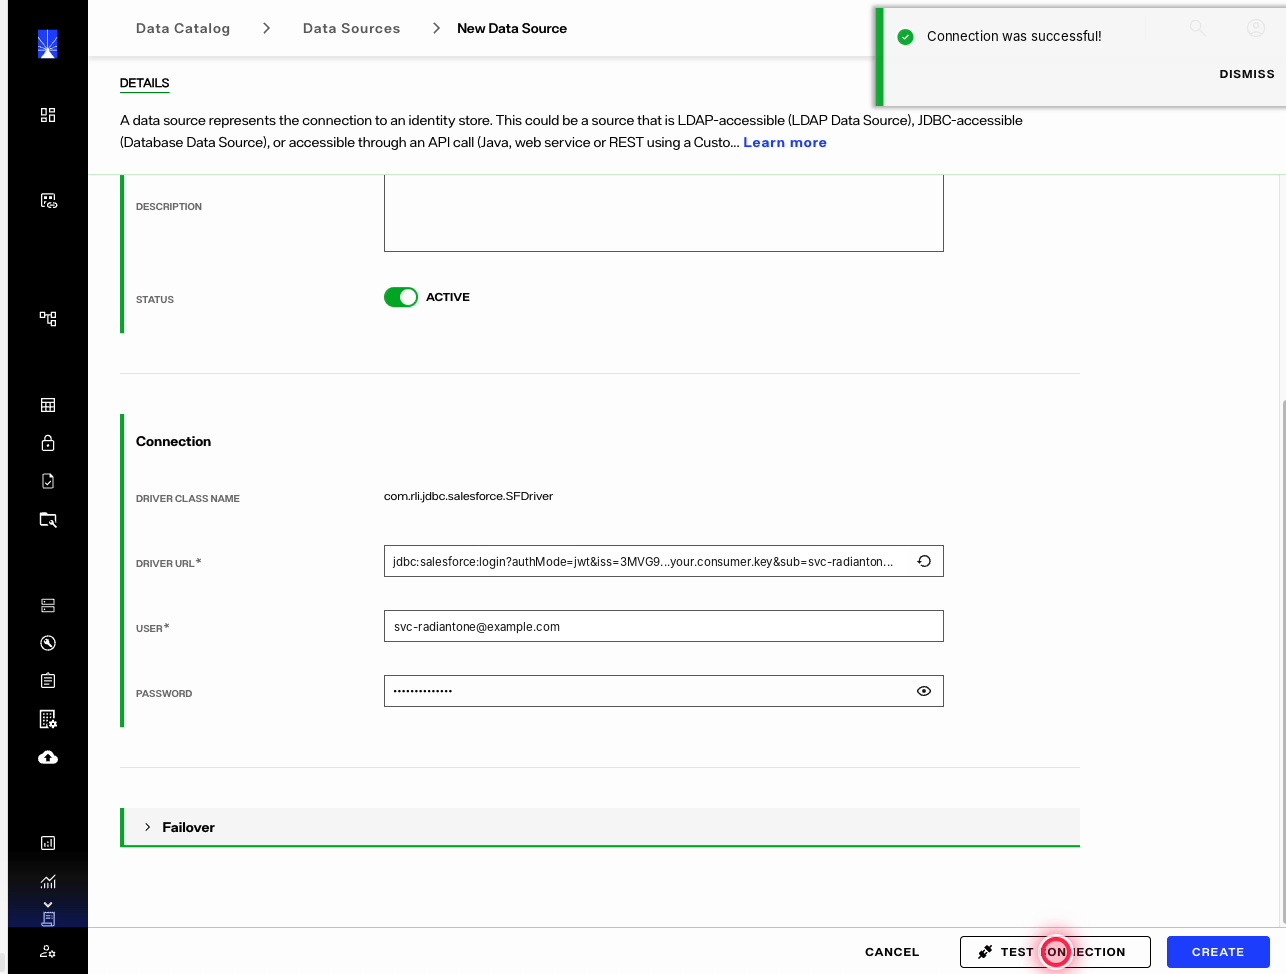 Data Catalog > Data Sources > New Data Source
Connection was successful!
DISMISS
DETAILS
A data source represents the connection to an identity store. This could be a source that is LDAP-accessible (LDAP Data Source), JDBC-accessible
(Database Data Source), or accessible through an API call (Java, web service or REST using a Custo... Learn more
DESCRIPTION
STATUS
ACTIVE
Connection
DRIVER CLASS NAME
com.rli.jdbc.salesforce.SFDriver
DRIVER URL*
jdbc:salesforce:login?authMode=jwt&iss=3MVG9...your.consumer.key&sub=svc-radianton...
USER*
svc-radiantone@example.com
PASSWORD
••••••••••••••
Failover
CANCEL
TEST CONNECTION
CREATE